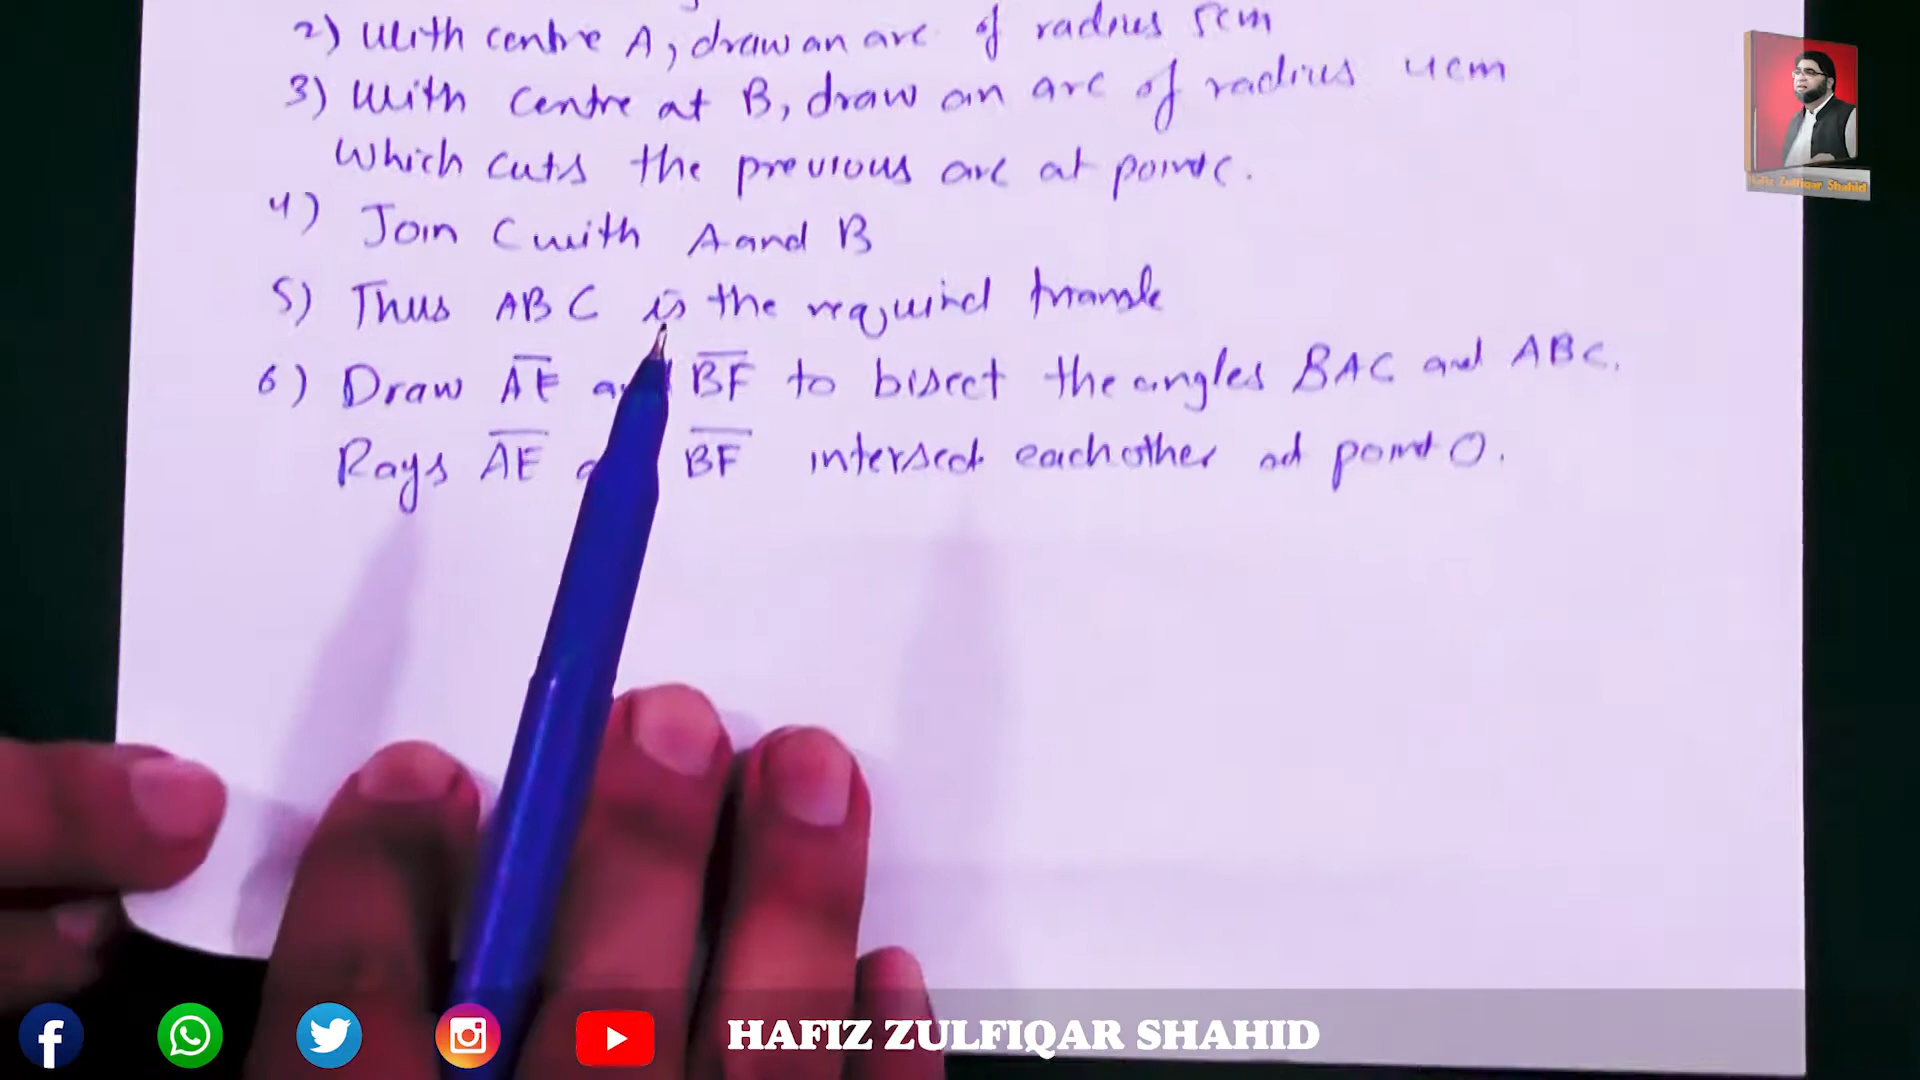 2) With centre A, draw an arc of radius 5cm
3) With centre at B, draw an arc of radius 4cm
which cuts the previous arc at point C.
4) Join C with A and B
5) Thus ABC is the required triangle
6) Draw AE and BF to bisect the angles BAC and ABC.
Rays AE BF intersect each other at point O.
Hafiz Zulfiqar Shahid
HAFIZ ZULFIQAR SHAHID